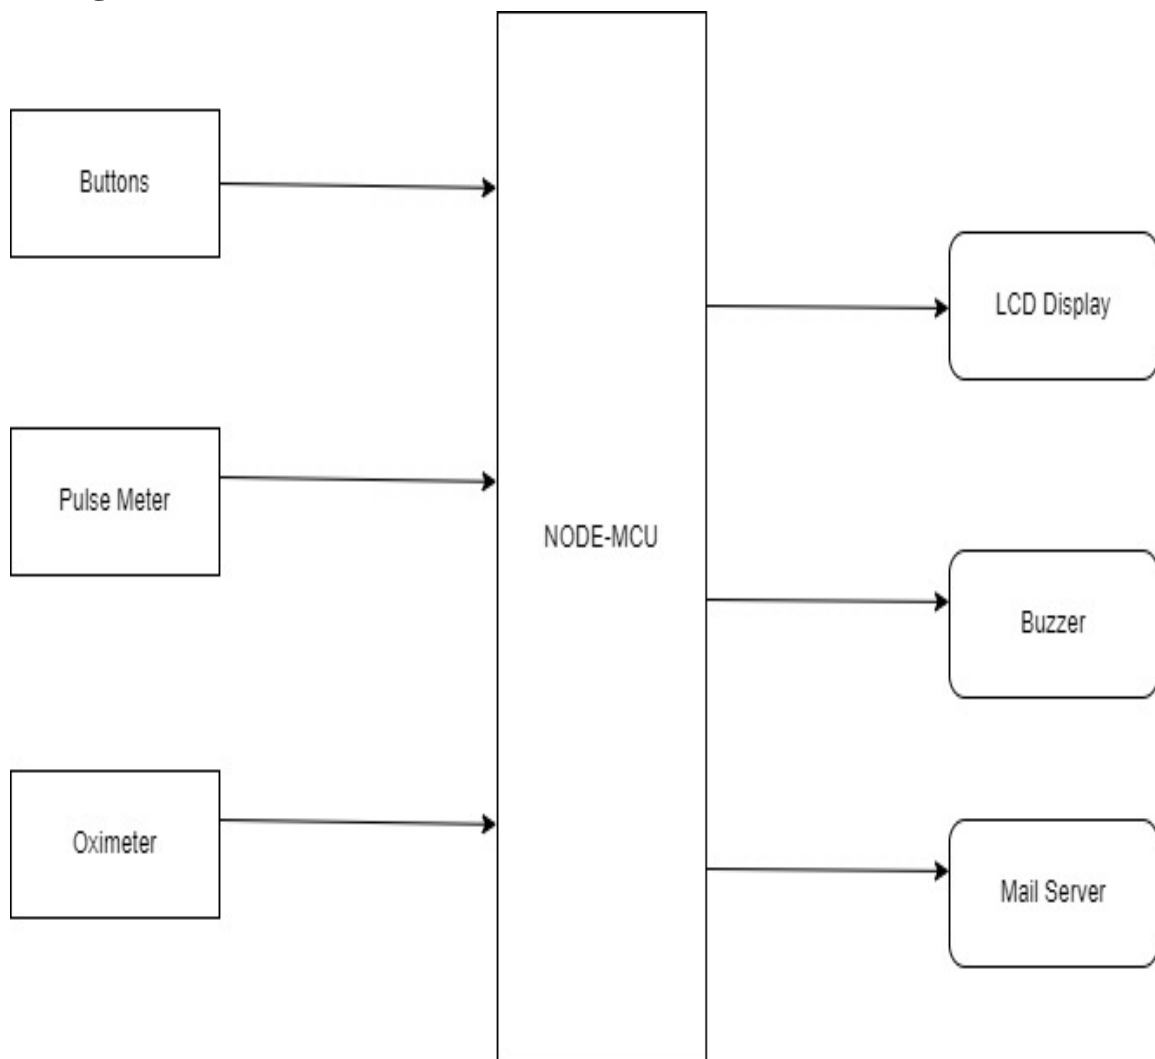 Buttons
LCD Display
Pulse Meter
NODE-MCU
Buzzer
Oximeter
Mail Server